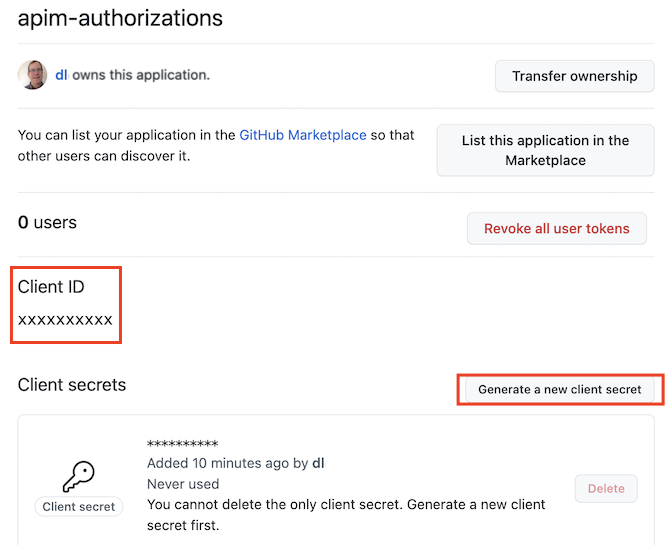 apim-authorizations
dl owns this application.
Transfer ownership
You can list your application in the GitHub Marketplace so that
other users can discover it.
List this application in the
Marketplace
0 users
Revoke all user tokens
Client ID
xxxxxxxxxx
Client secrets
Generate a new client secret
**********
Added 10 minutes ago by dl
Never used
You cannot delete the only client secret. Generate a new client
secret first.
Client secret
Delete